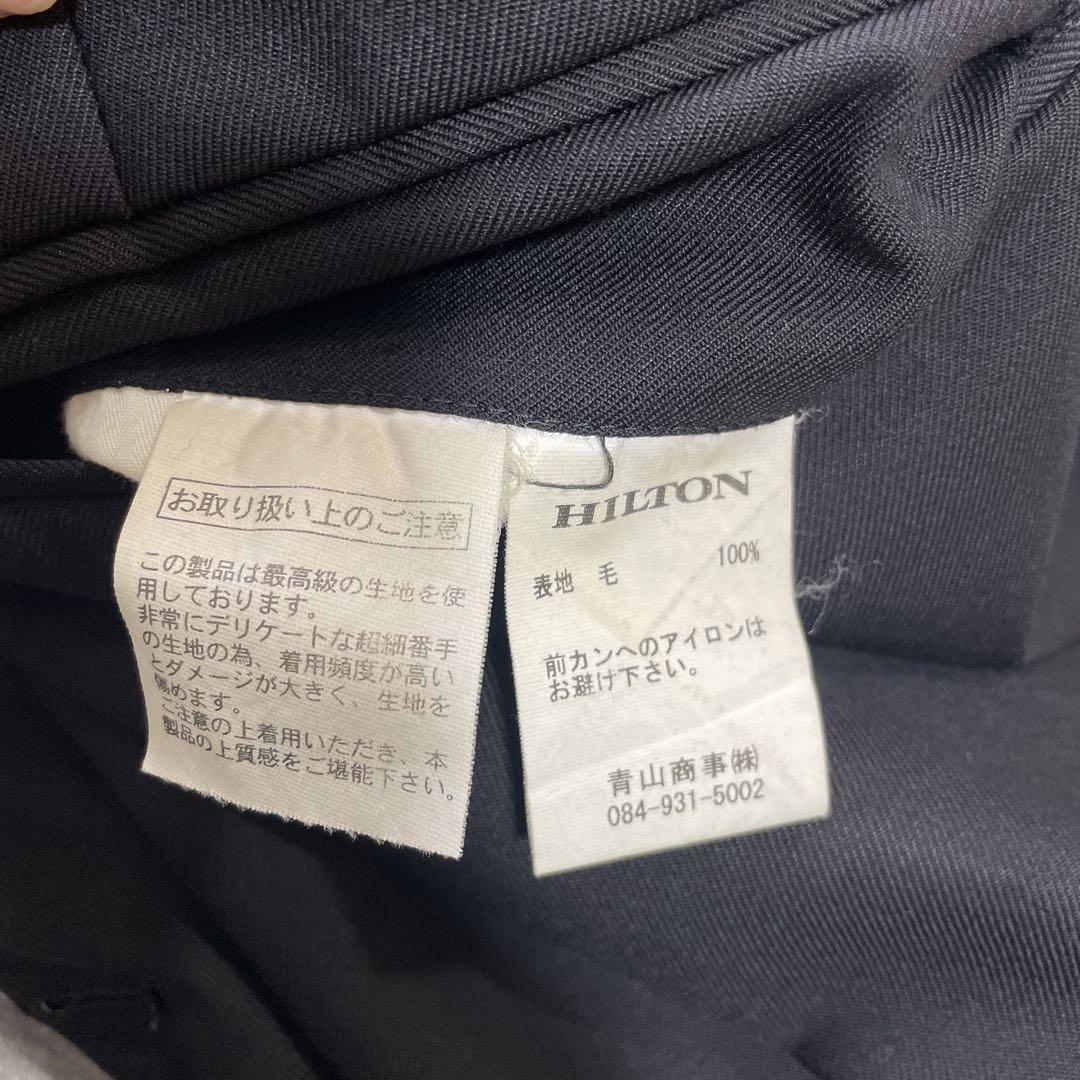 お取り扱い上のご注意
この製品は最高級の生地を使
用しております。
非常にデリケートな超細番手
の生地の為、着用頻度が高い
とダメージが大きく、生地を
傷めます。
ご注意の上着用いただき、本
製品の上質感をご堪能下さい。
HILTON
表地 毛 100%
前カンへのアイロンは
お避け下さい。
青山商事㈱
084-931-5002